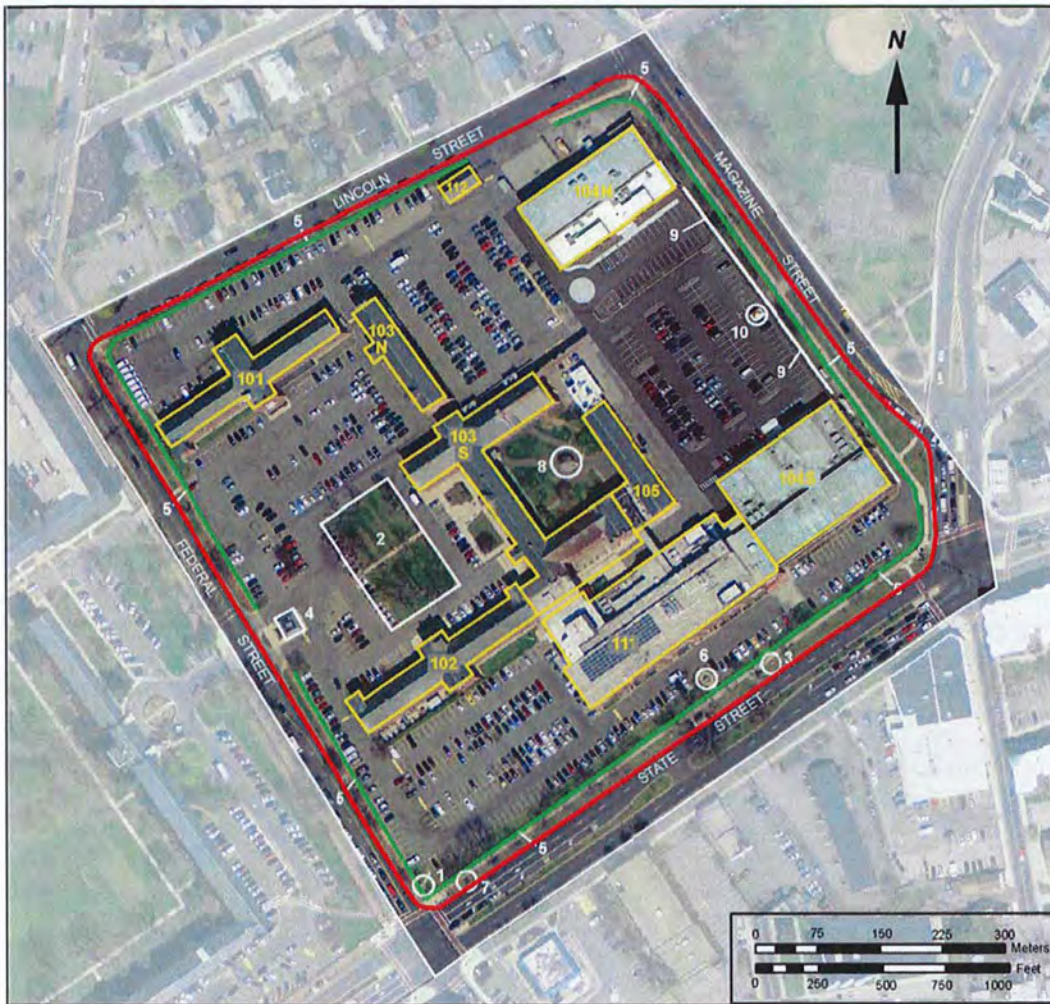 N
5
LINCOLN STREET
MAGAZINE STREET
112
104N
5
9
103 N
10
101
5
9
103 S
8
105
104S
5
2
FEDERAL STREET
4
5
111
6
3
102
STATE STREET
5
5
1
7
0 75 150 225 300
Meters
Feet
0 250 500 750 1000